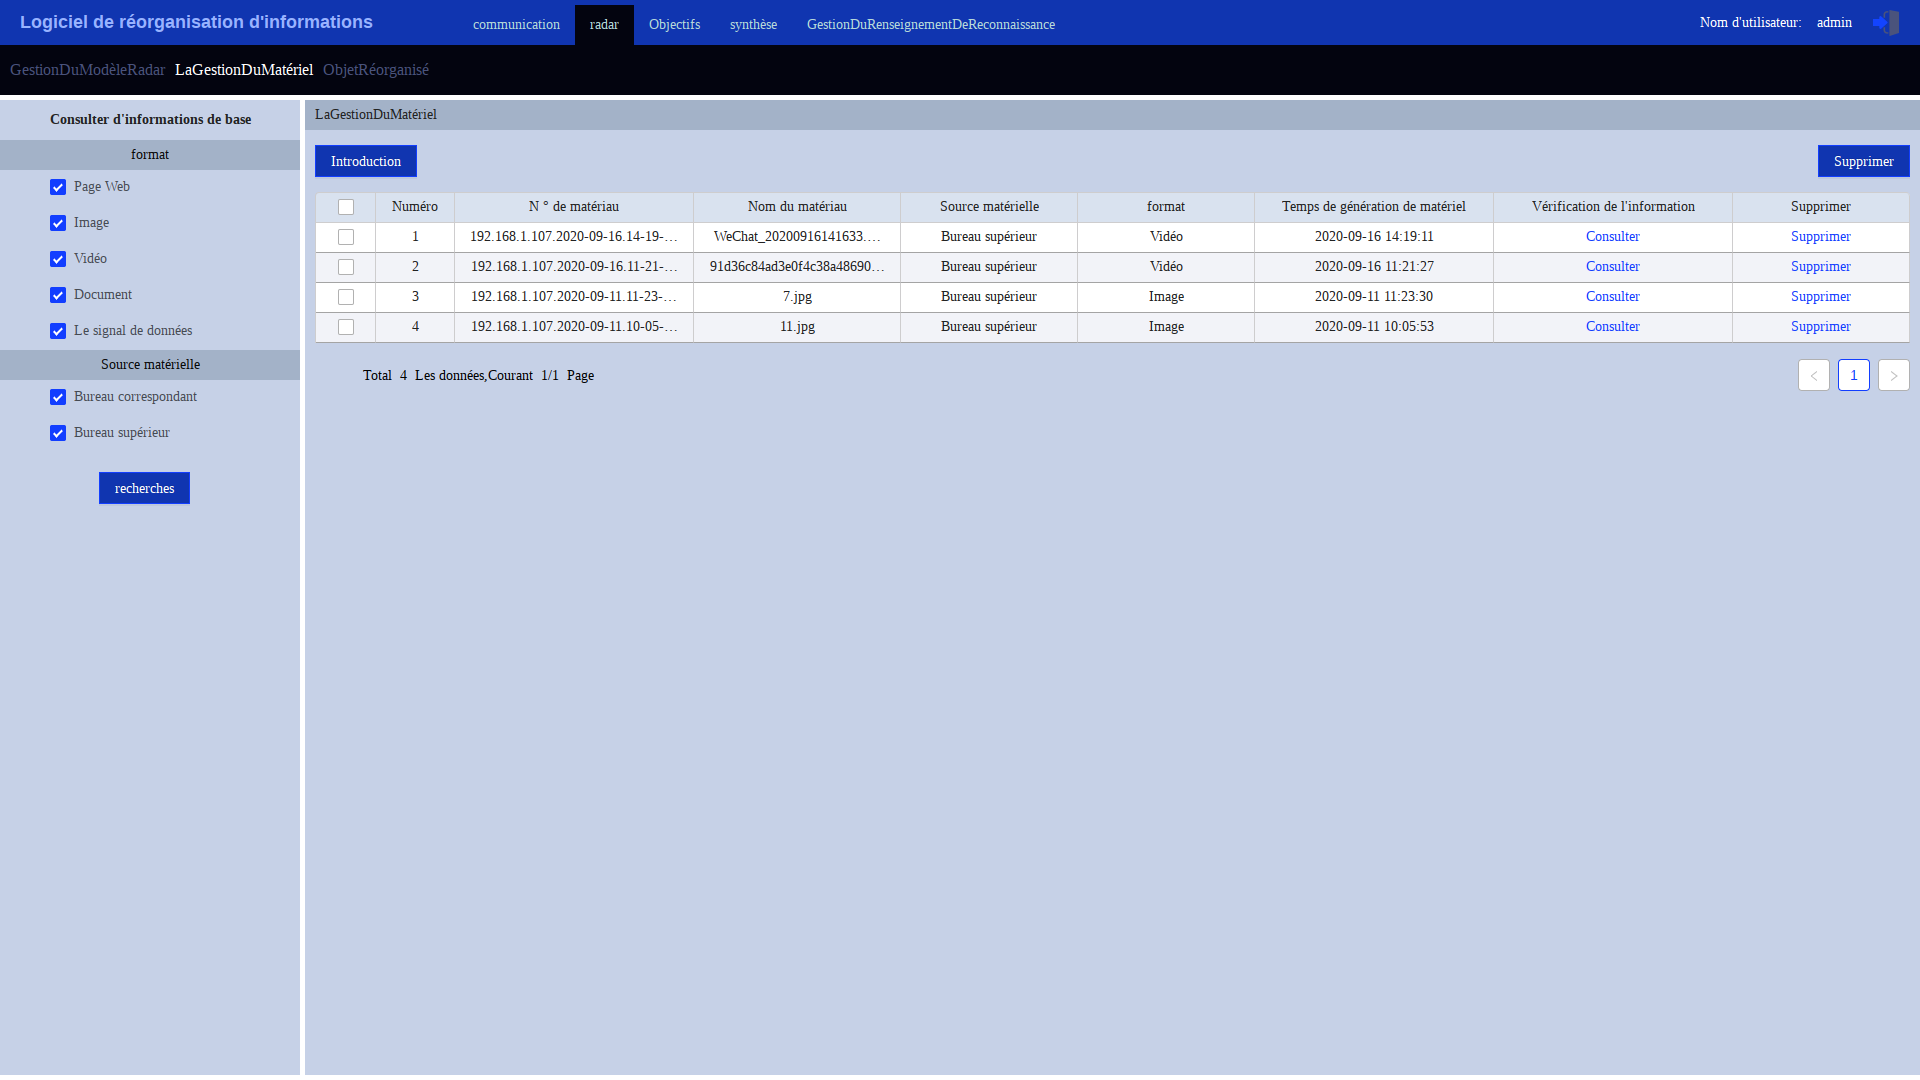 Logiciel de réorganisation d'informations communication radar Objectifs synthèse GestionDuRenseignementDeReconnaissance Nom d'utilisateur: admin
GestionDuModèleRadar LaGestionDuMatériel ObjetRéorganisé
Consulter d'informations de base
format
Page Web
Image
Vidéo
Document
Le signal de données
Source matérielle
Bureau correspondant
Bureau supérieur
recherches
LaGestionDuMatériel
Introduction Supprimer
Numéro N ° de matériau Nom du matériau Source matérielle format Temps de génération de matériel Vérification de l'information Supprimer
1 192.168.1.107.2020-09-16.14-19-… WeChat_20200916141633.… Bureau supérieur Vidéo 2020-09-16 14:19:11 Consulter Supprimer
2 192.168.1.107.2020-09-16.11-21-… 91d36c84ad3e0f4c38a48690… Bureau supérieur Vidéo 2020-09-16 11:21:27 Consulter Supprimer
3 192.168.1.107.2020-09-11.11-23-… 7.jpg Bureau supérieur Image 2020-09-11 11:23:30 Consulter Supprimer
4 192.168.1.107.2020-09-11.10-05-… 11.jpg Bureau supérieur Image 2020-09-11 10:05:53 Consulter Supprimer
Total 4 Les données,Courant 1/1 Page < 1 >